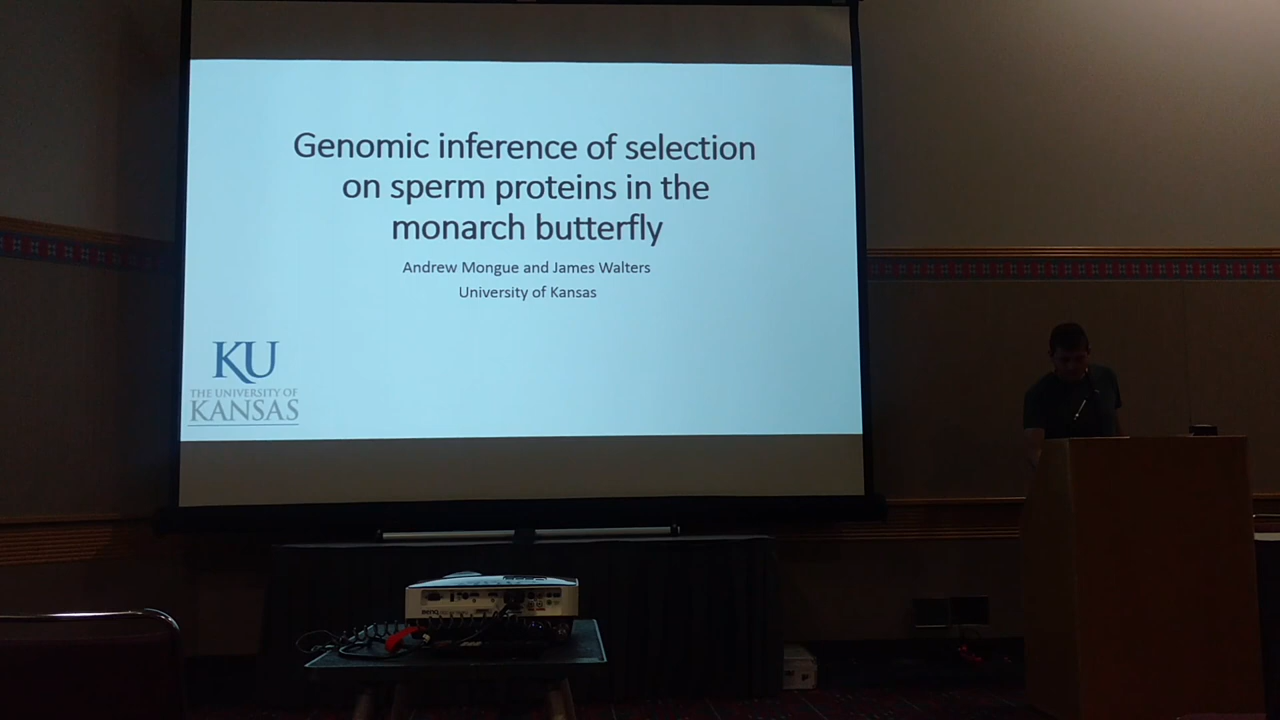 Genomic inference of selection
on sperm proteins in the
monarch butterfly
Andrew Mongue and James Walters
University of Kansas
KU
THE UNIVERSITY OF
KANSAS
BenQ